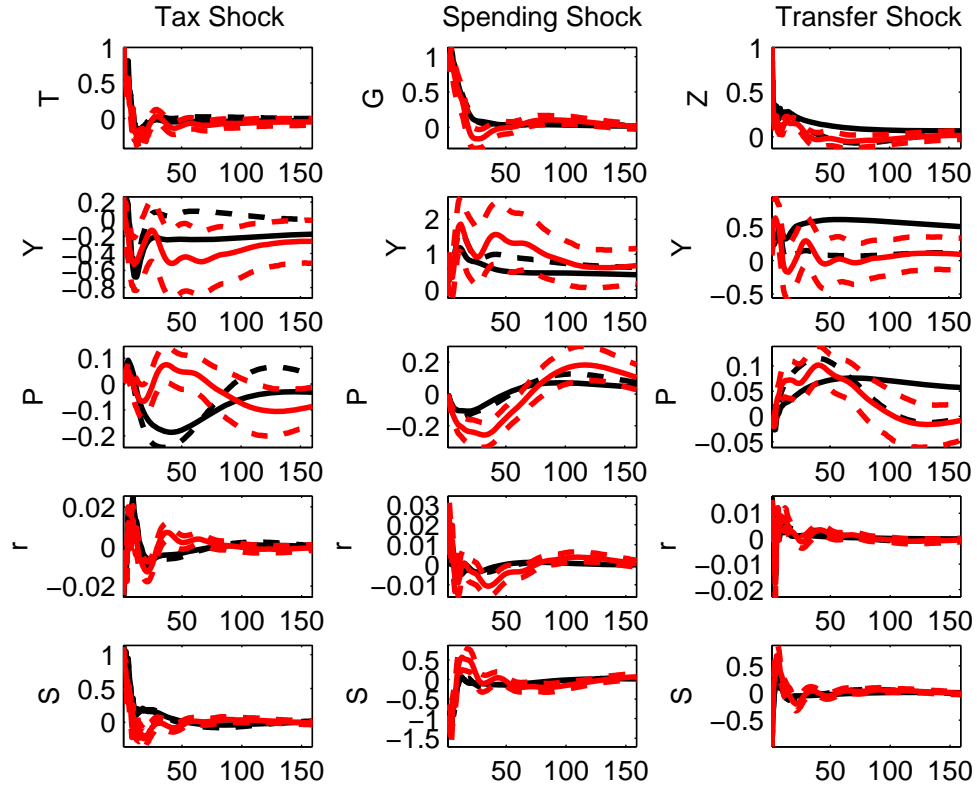 Tax Shock Spending Shock Transfer Shock
T 1 0.5 0 50 100 150
G 1 0.5 0 50 100 150
Z 1 0.5 0 50 100 150
Y 0.2 0 −0.2 −0.4 −0.6 −0.8 50 100 150
Y 2 1 0 50 100 150
Y 0.5 0 −0.5 50 100 150
P 0.1 0 −0.1 −0.2 50 100 150
P 0.2 0 −0.2 50 100 150
P 0.1 0.05 0 −0.05 50 100 150
r 0.02 0 −0.02 50 100 150
r 0.03 0.02 0.01 0 −0.01 50 100 150
r 0.01 0 −0.01 −0.02 50 100 150
S 1 0.5 0 50 100 150
S 0.5 0 −0.5 −1 −1.5 50 100 150
S 0.5 0 −0.5 50 100 150